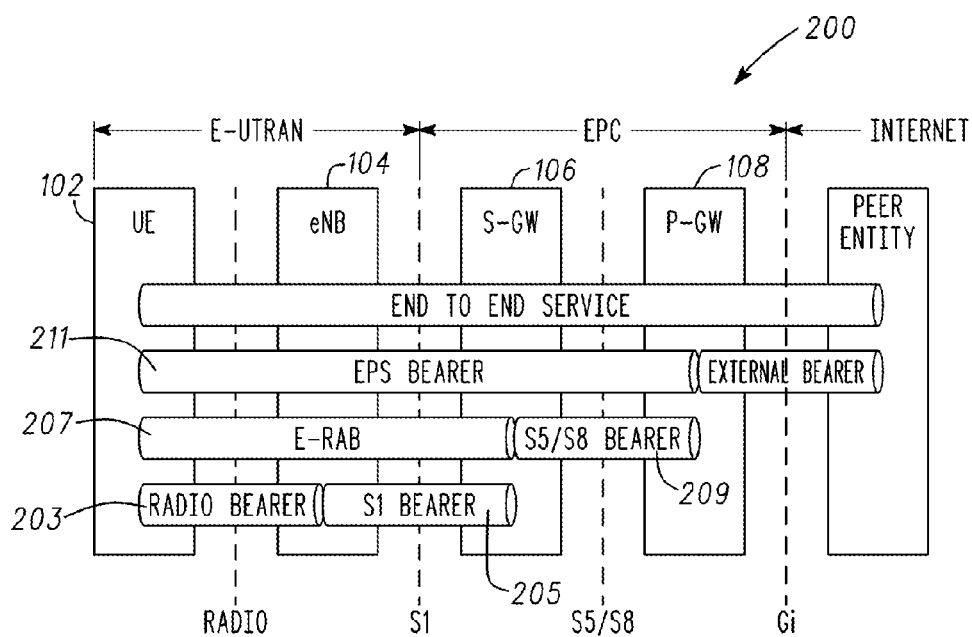 200
E-UTRAN EPC INTERNET
102 104 106 108
UE eNB S-GW P-GW PEER
ENTITY
END TO END SERVICE
211
EPS BEARER EXTERNAL BEARER
207
E-RAB S5/S8 BEARER
209
203
RADIO BEARER S1 BEARER
205
RADIO S1 S5/S8 Gi